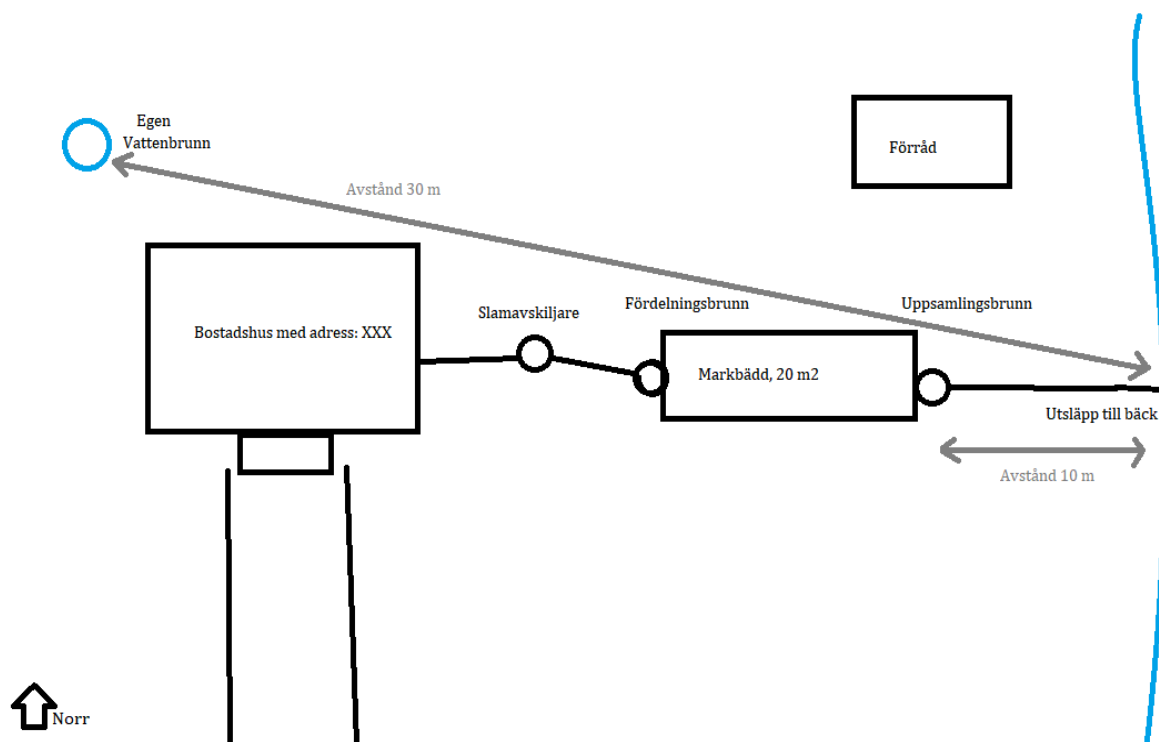 Egen
Vattenbrunn
Förråd
Avstånd 30 m
Slamavskiljare
Fördelningsbrunn
Uppsamlingsbrunn
Bostadshus med adress: XXX
Markbädd, 20 m2
Utsläpp till bäck
Avstånd 10 m
Norr